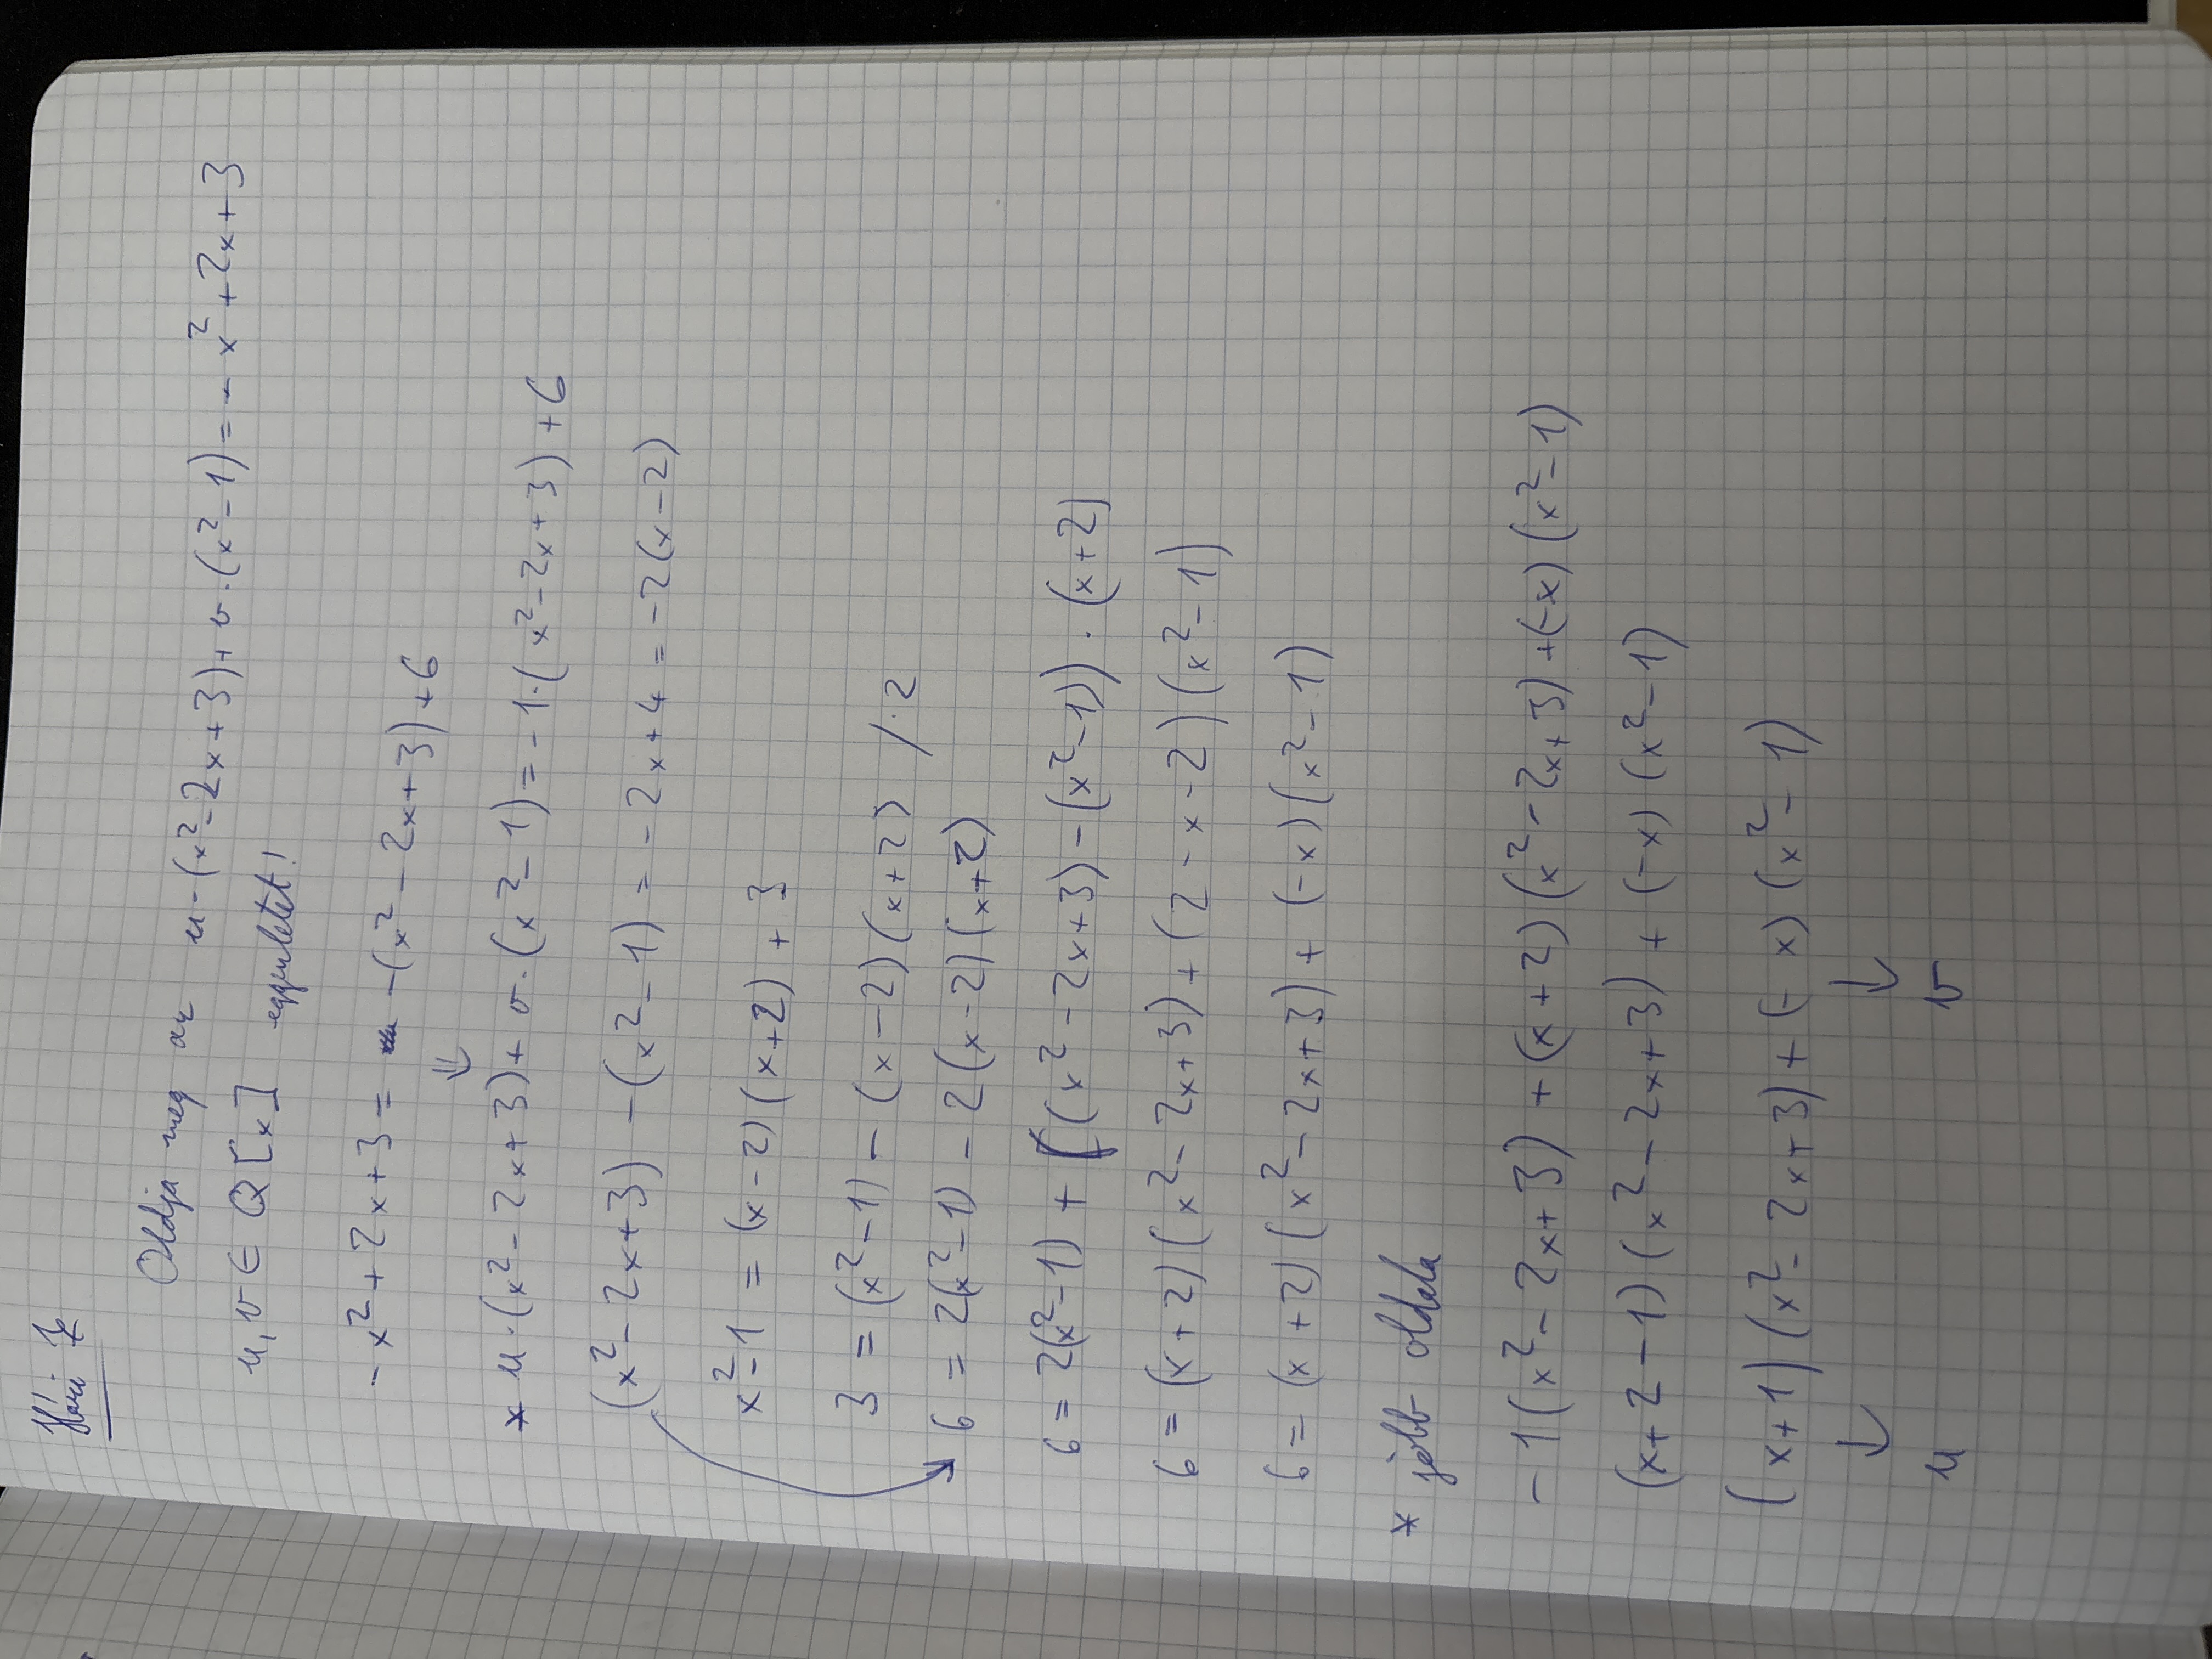 Házi 7
Oldja meg az u·(x²-2x+3)+v·(x²-1)=-x²+2x+3
u,v ∈ Q[x] egyenletet!
-x²+2x+3 = -(x²-2x+3)+6
⇓
* u·(x²-2x+3)+v·(x²-1)=-1·(x²-2x+3)+6
(x²-2x+3)-(x²-1) = -2x+4 = -2(x-2)
x²-1 = (x-2)(x+2)+3
3 = (x²-1)-(x-2)(x+2) /·2
6 = 2(x²-1)-2(x-2)(x+2)
6 = 2(x²-1)+((x²-2x+3)-(x²-1))·(x+2)
6 = (x+2)(x²-2x+3)+(2-x-2)(x²-1)
6 = (x+2)(x²-2x+3)+(-x)(x²-1)
* jobb oldala
-1(x²-2x+3)+(x+2)(x²-2x+3)+(-x)(x²-1)
(x+2-1)(x²-2x+3)+(-x)(x²-1)
(x+1)(x²-2x+3)+(-x)(x²-1)
↓ ↓
u v